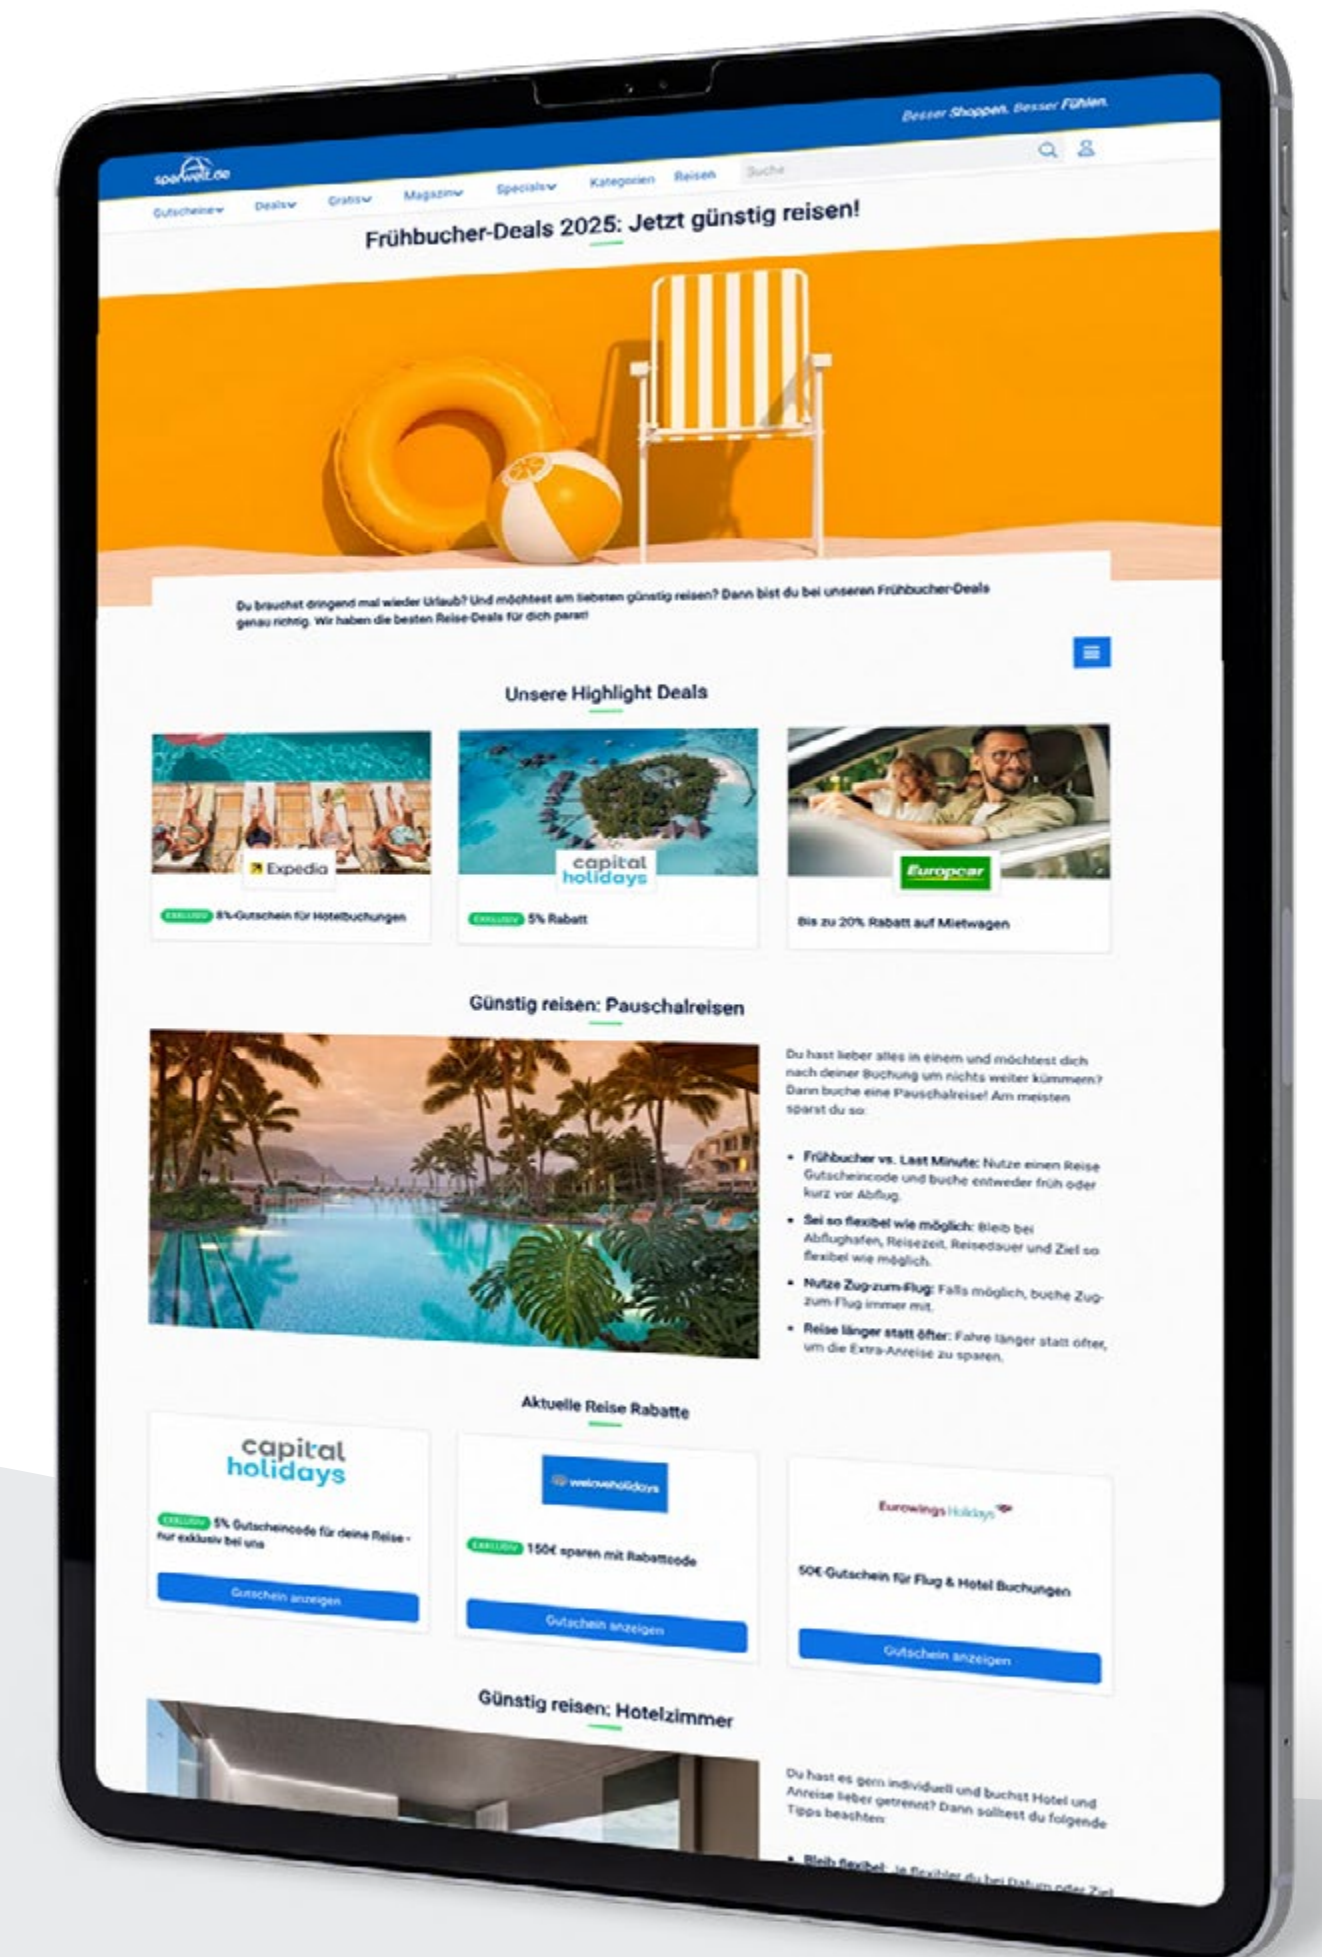 Besser Shoppen. Besser Fühlen.
sparwelt.de
Gutscheine Deals Gratis Magazin Specials Kategorien Reisen Suche
Frühbucher-Deals 2025: Jetzt günstig reisen!
Du brauchst dringend mal wieder Urlaub? Und möchtest am liebsten günstig reisen? Dann bist du bei unseren Frühbucher-Deals
genau richtig. Wir haben die besten Reise-Deals für dich parat!
Unsere Highlight Deals
Expedia
EXKLUSIV 8%-Gutschein für Hotelbuchungen
capital
holidays
EXKLUSIV 5% Rabatt
Europcar
Bis zu 20% Rabatt auf Mietwagen
Günstig reisen: Pauschalreisen
Du hast lieber alles in einem und möchtest dich
nach deiner Buchung um nichts weiter kümmern?
Dann buche eine Pauschalreise! Am meisten
sparst du so:
• Frühbucher vs. Last Minute: Nutze einen Reise
Gutscheincode und buche entweder früh oder
kurz vor Abflug.
• Sei so flexibel wie möglich: Bleib bei
Abflughafen, Reisezeit, Reisedauer und Ziel so
flexibel wie möglich.
• Nutze Zug-zum-Flug: Falls möglich, buche Zug-
zum-Flug immer mit.
• Reise länger statt öfter: Fahre länger statt öfter,
um die Extra-Anreise zu sparen.
Aktuelle Reise Rabatte
capital
holidays
EXKLUSIV 5% Gutscheincode für deine Reise -
nur exklusiv bei uns
Gutschein anzeigen
weloveholidays
EXKLUSIV 150€ sparen mit Rabattcode
Gutschein anzeigen
Eurowings Holidays
50€-Gutschein für Flug & Hotel Buchungen
Gutschein anzeigen
Günstig reisen: Hotelzimmer
Du hast es gern individuell und buchst Hotel und
Anreise lieber getrennt? Dann solltest du folgende
Tipps beachten:
• Bleib flexibel: Je flexibler du bei Datum oder Ziel